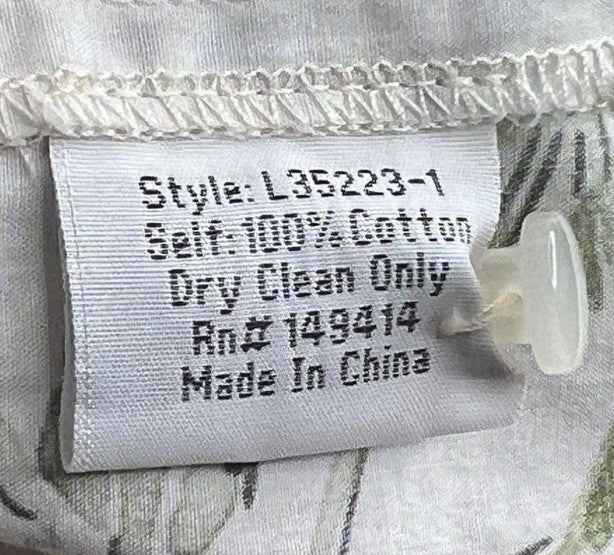 Style: L35223-1
Self: 100% Cotton
Dry Clean Only
Rn# 149414
Made In China